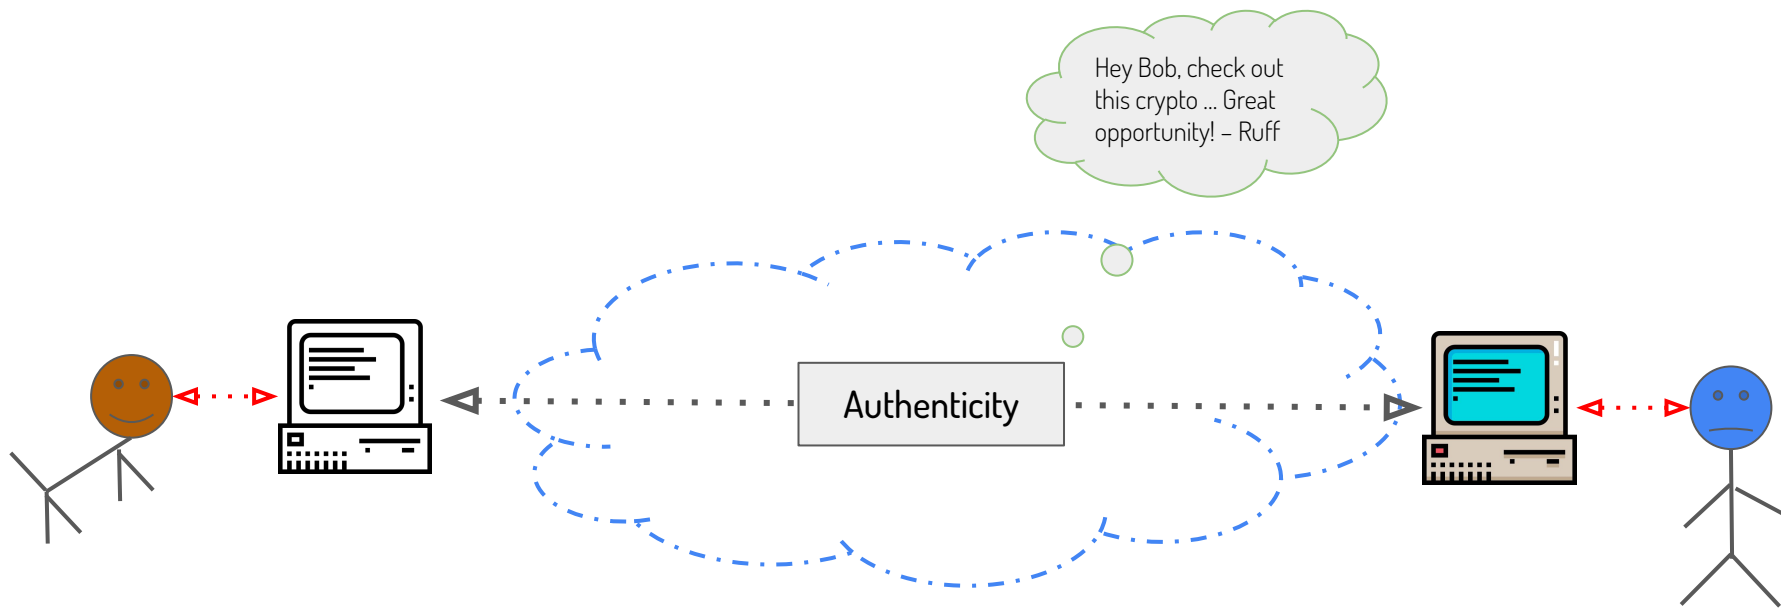 Hey Bob, check out
this crypto ... Great
opportunity! – Ruff
Authenticity